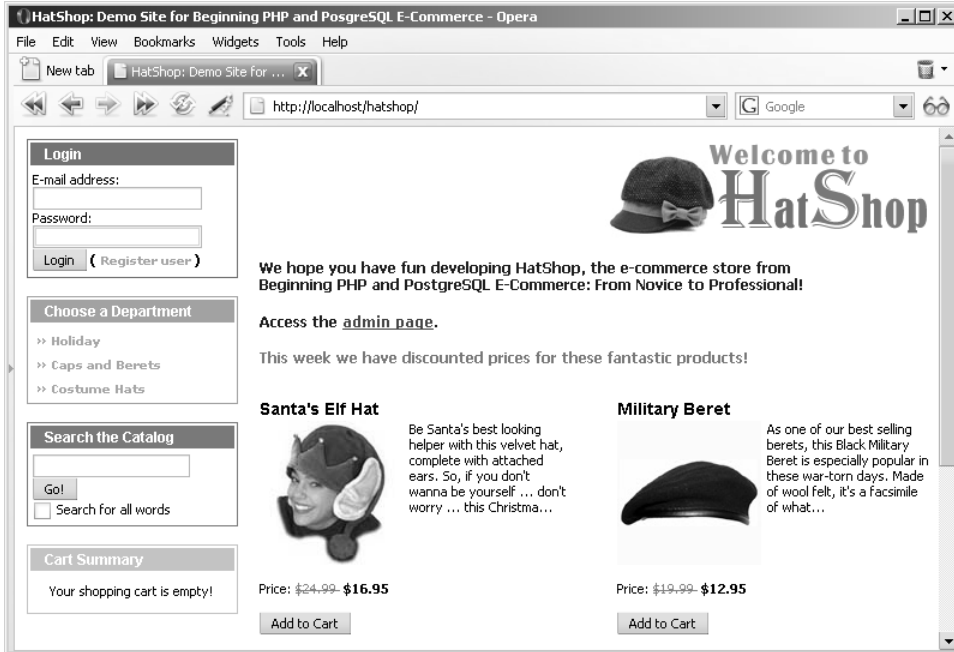 HatShop: Demo Site for Beginning PHP and PosgreSQL E-Commerce - Opera
File Edit View Bookmarks Widgets Tools Help
New tab
HatShop: Demo Site for ...
http://localhost/hatshop/
G Google
Login
E-mail address:
Password:
Login ( Register user )
Choose a Department
» Holiday
» Caps and Berets
» Costume Hats
Search the Catalog
Go!
Search for all words
Cart Summary
Your shopping cart is empty!
Welcome to
HatShop
We hope you have fun developing HatShop, the e-commerce store from
Beginning PHP and PostgreSQL E-Commerce: From Novice to Professional!
Access the admin page.
This week we have discounted prices for these fantastic products!
Santa's Elf Hat
Be Santa's best looking
helper with this velvet hat,
complete with attached
ears. So, if you don't
wanna be yourself ... don't
worry ... this Christma...
Price: $24.99 $16.95
Add to Cart
Military Beret
As one of our best selling
berets, this Black Military
Beret is especially popular in
these war-torn days. Made
of wool felt, it's a facsimile
of what...
Price: $19.99 $12.95
Add to Cart